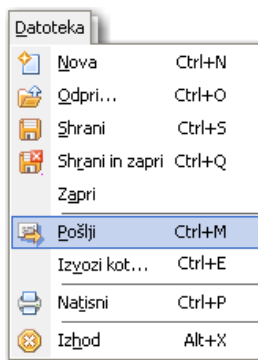 Datoteka
Nova Ctrl+N
Odpri... Ctrl+O
Shrani Ctrl+S
Shrani in zapri Ctrl+Q
Zapri
Pošlji Ctrl+M
Izvozi kot... Ctrl+E
Natisni Ctrl+P
Izhod Alt+X